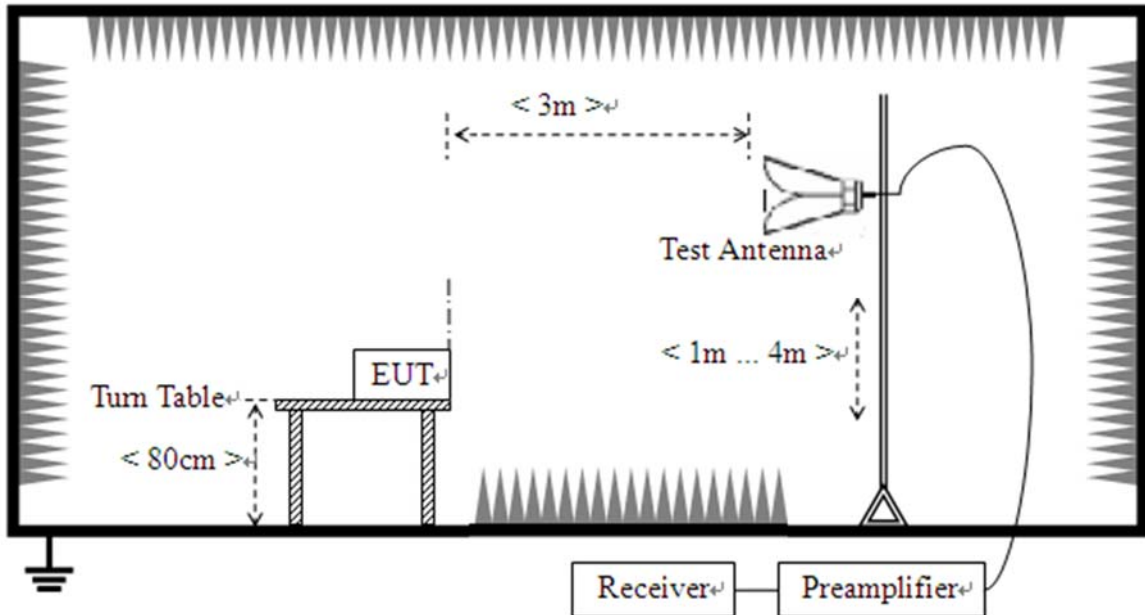 < 3m >↵
Test Antenna↵
< 1m ... 4m >↵
EUT↵
Turn Table↵
< 80cm >↵
Receiver↵
Preamplifier↵